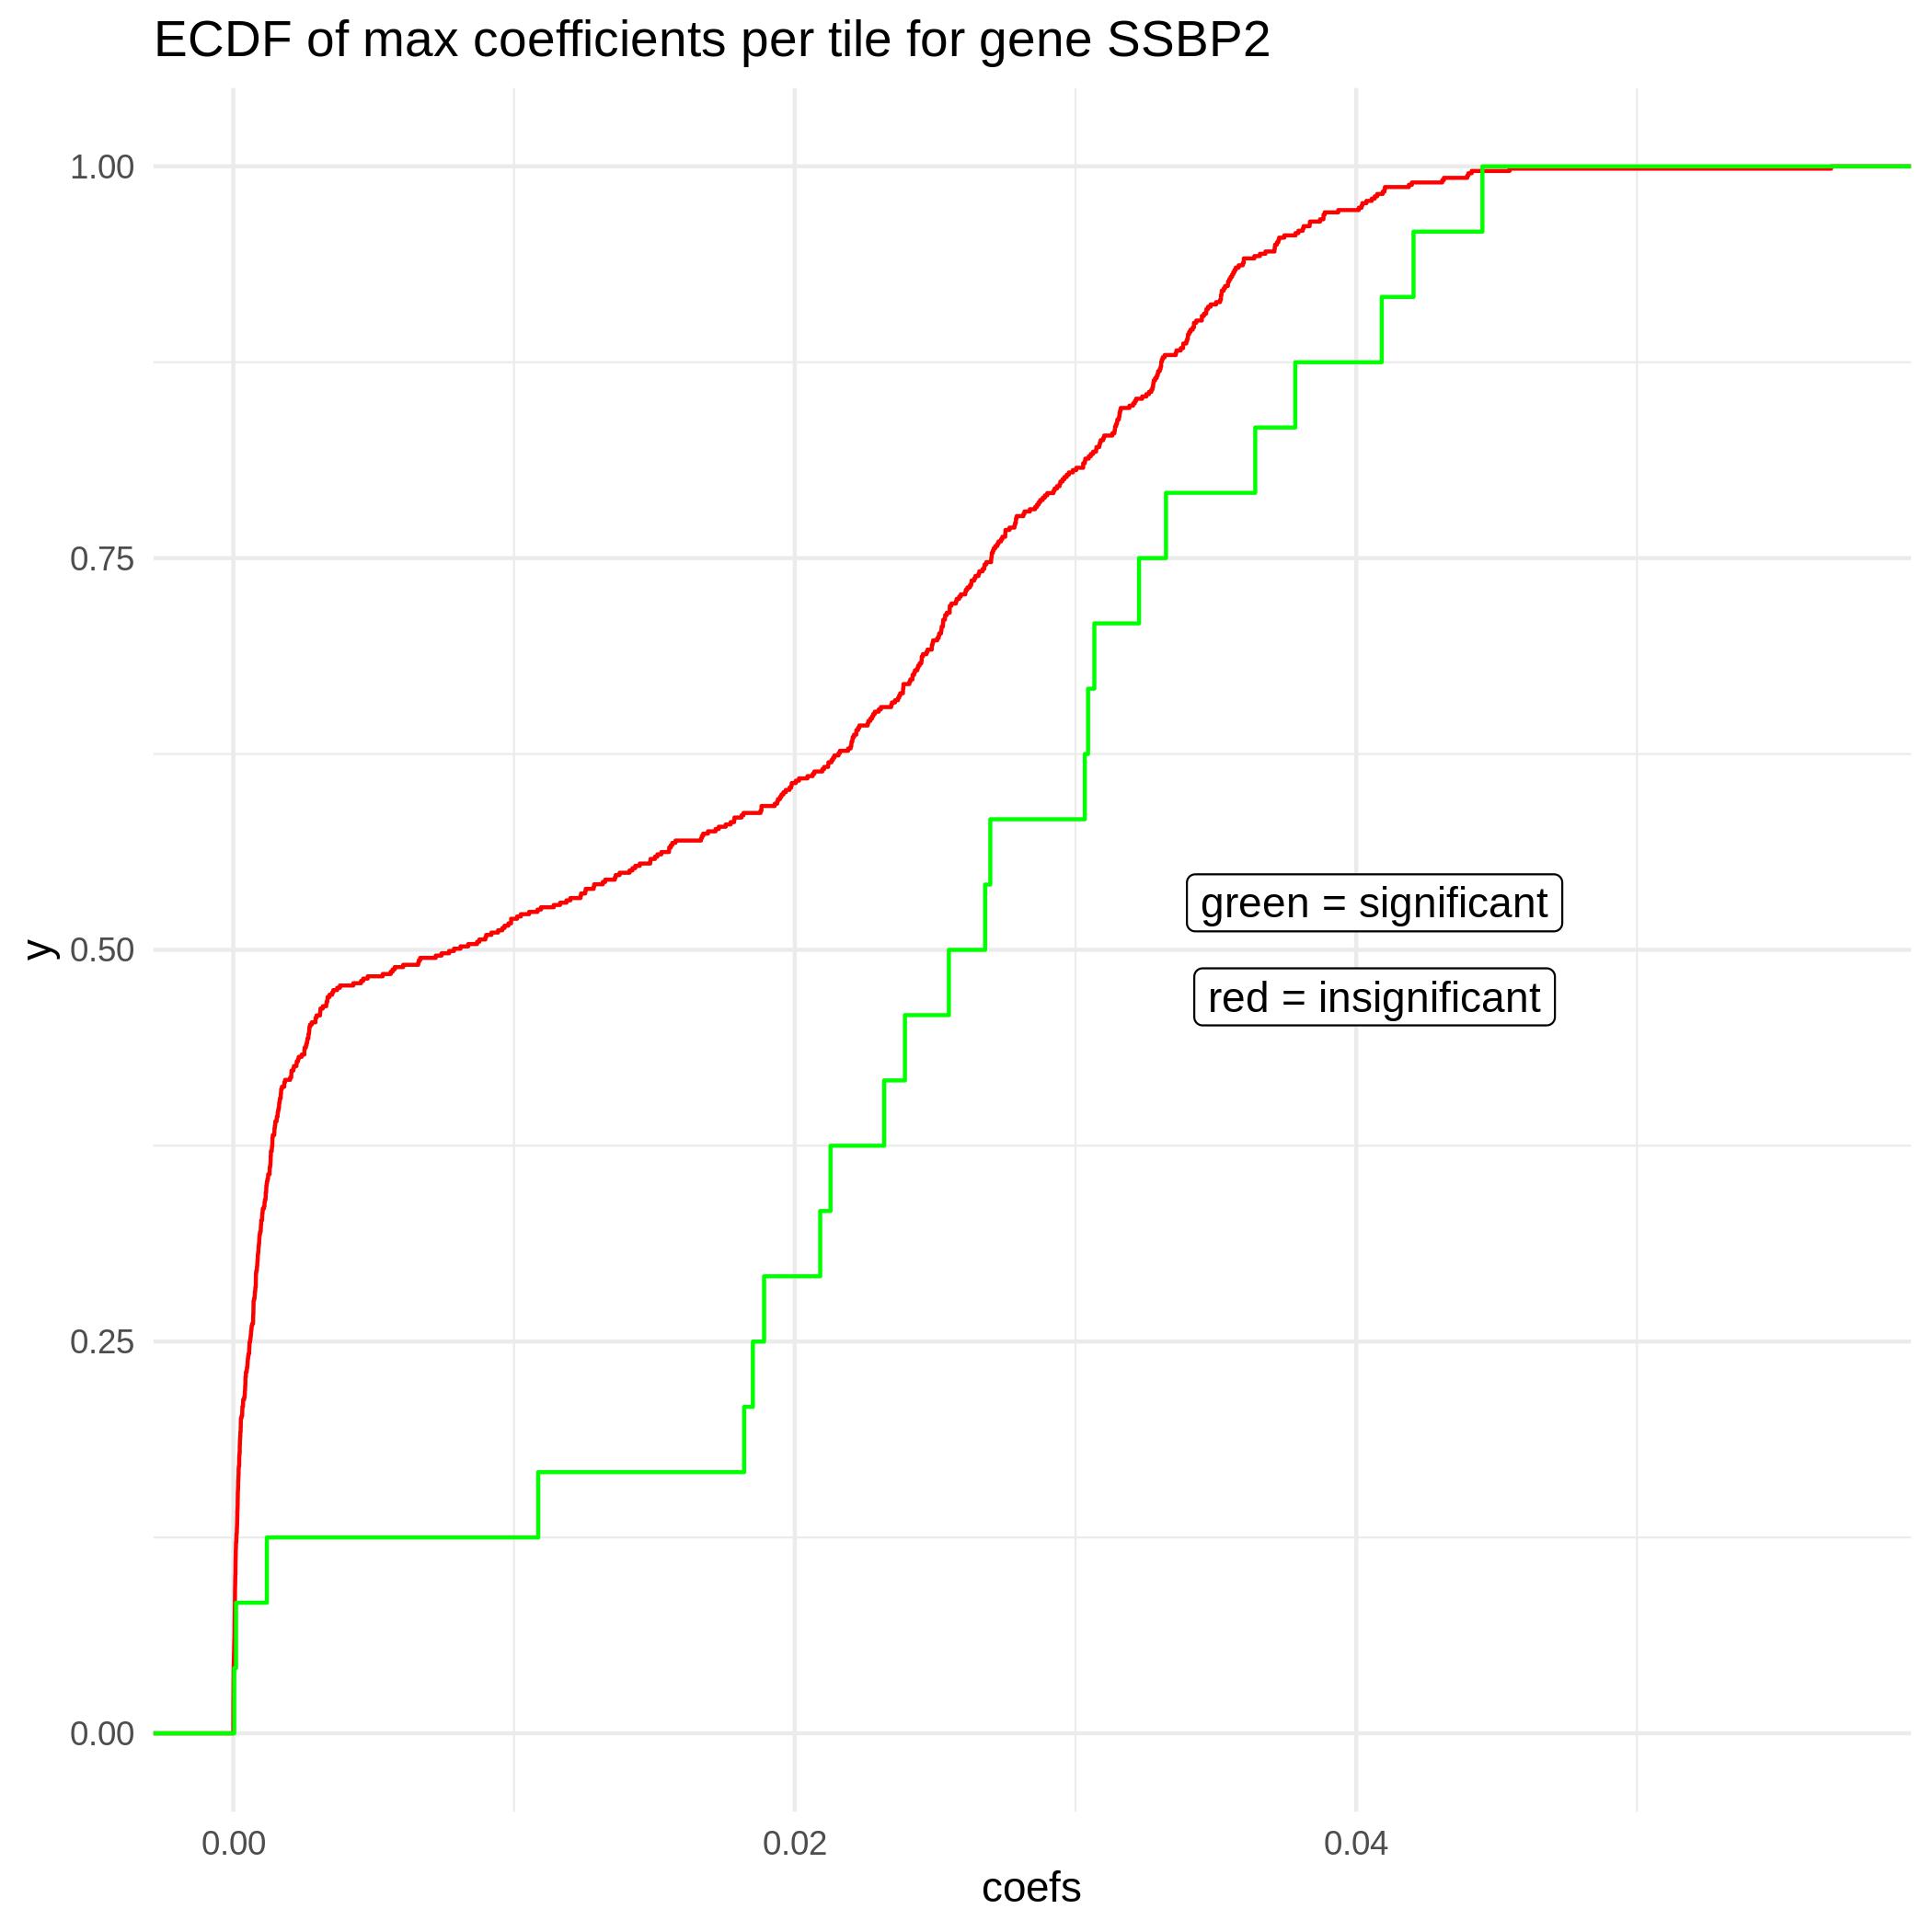 ECDF of max coefficients per tile for gene SSBP2
1.00
0.75
0.50
0.25
0.00
y
green = significant
red = insignificant
0.00 0.02 0.04
coefs